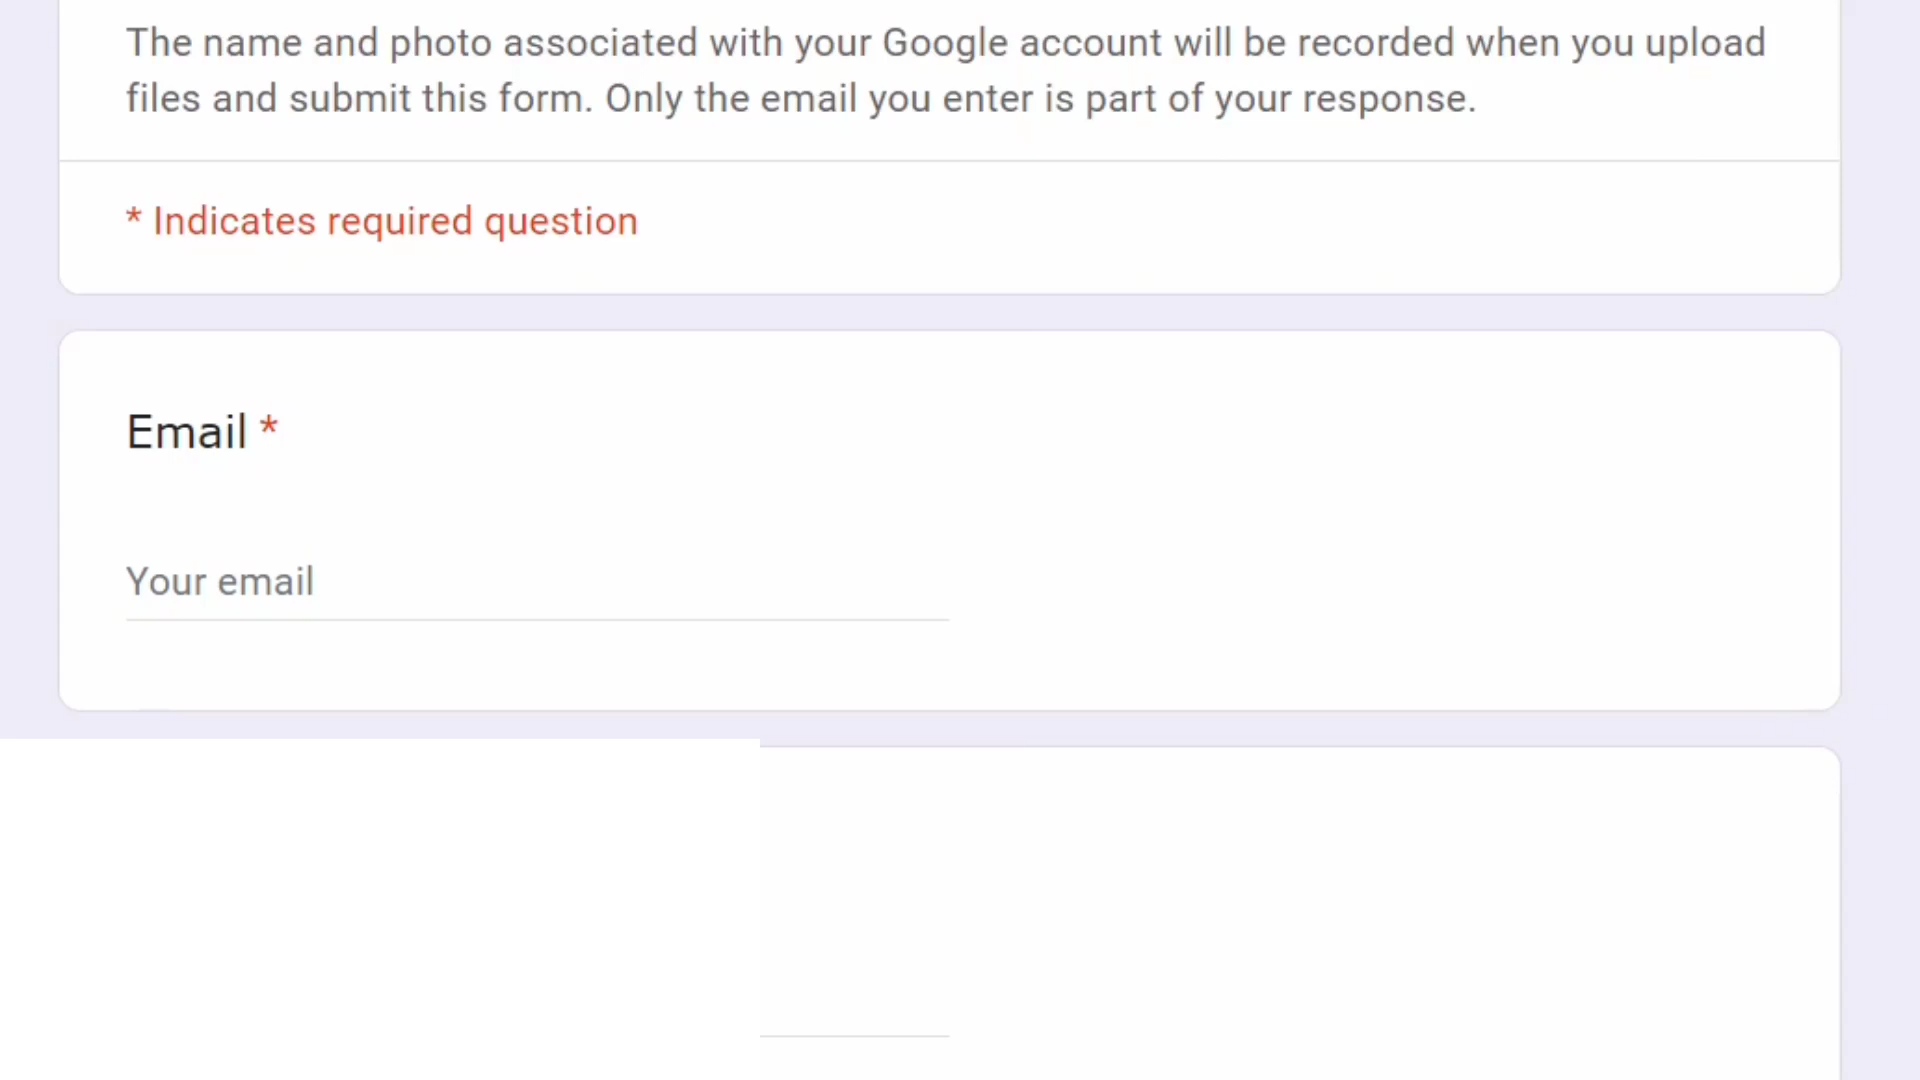 The name and photo associated with your Google account will be recorded when you upload
files and submit this form. Only the email you enter is part of your response.
* Indicates required question
Email *
Your email